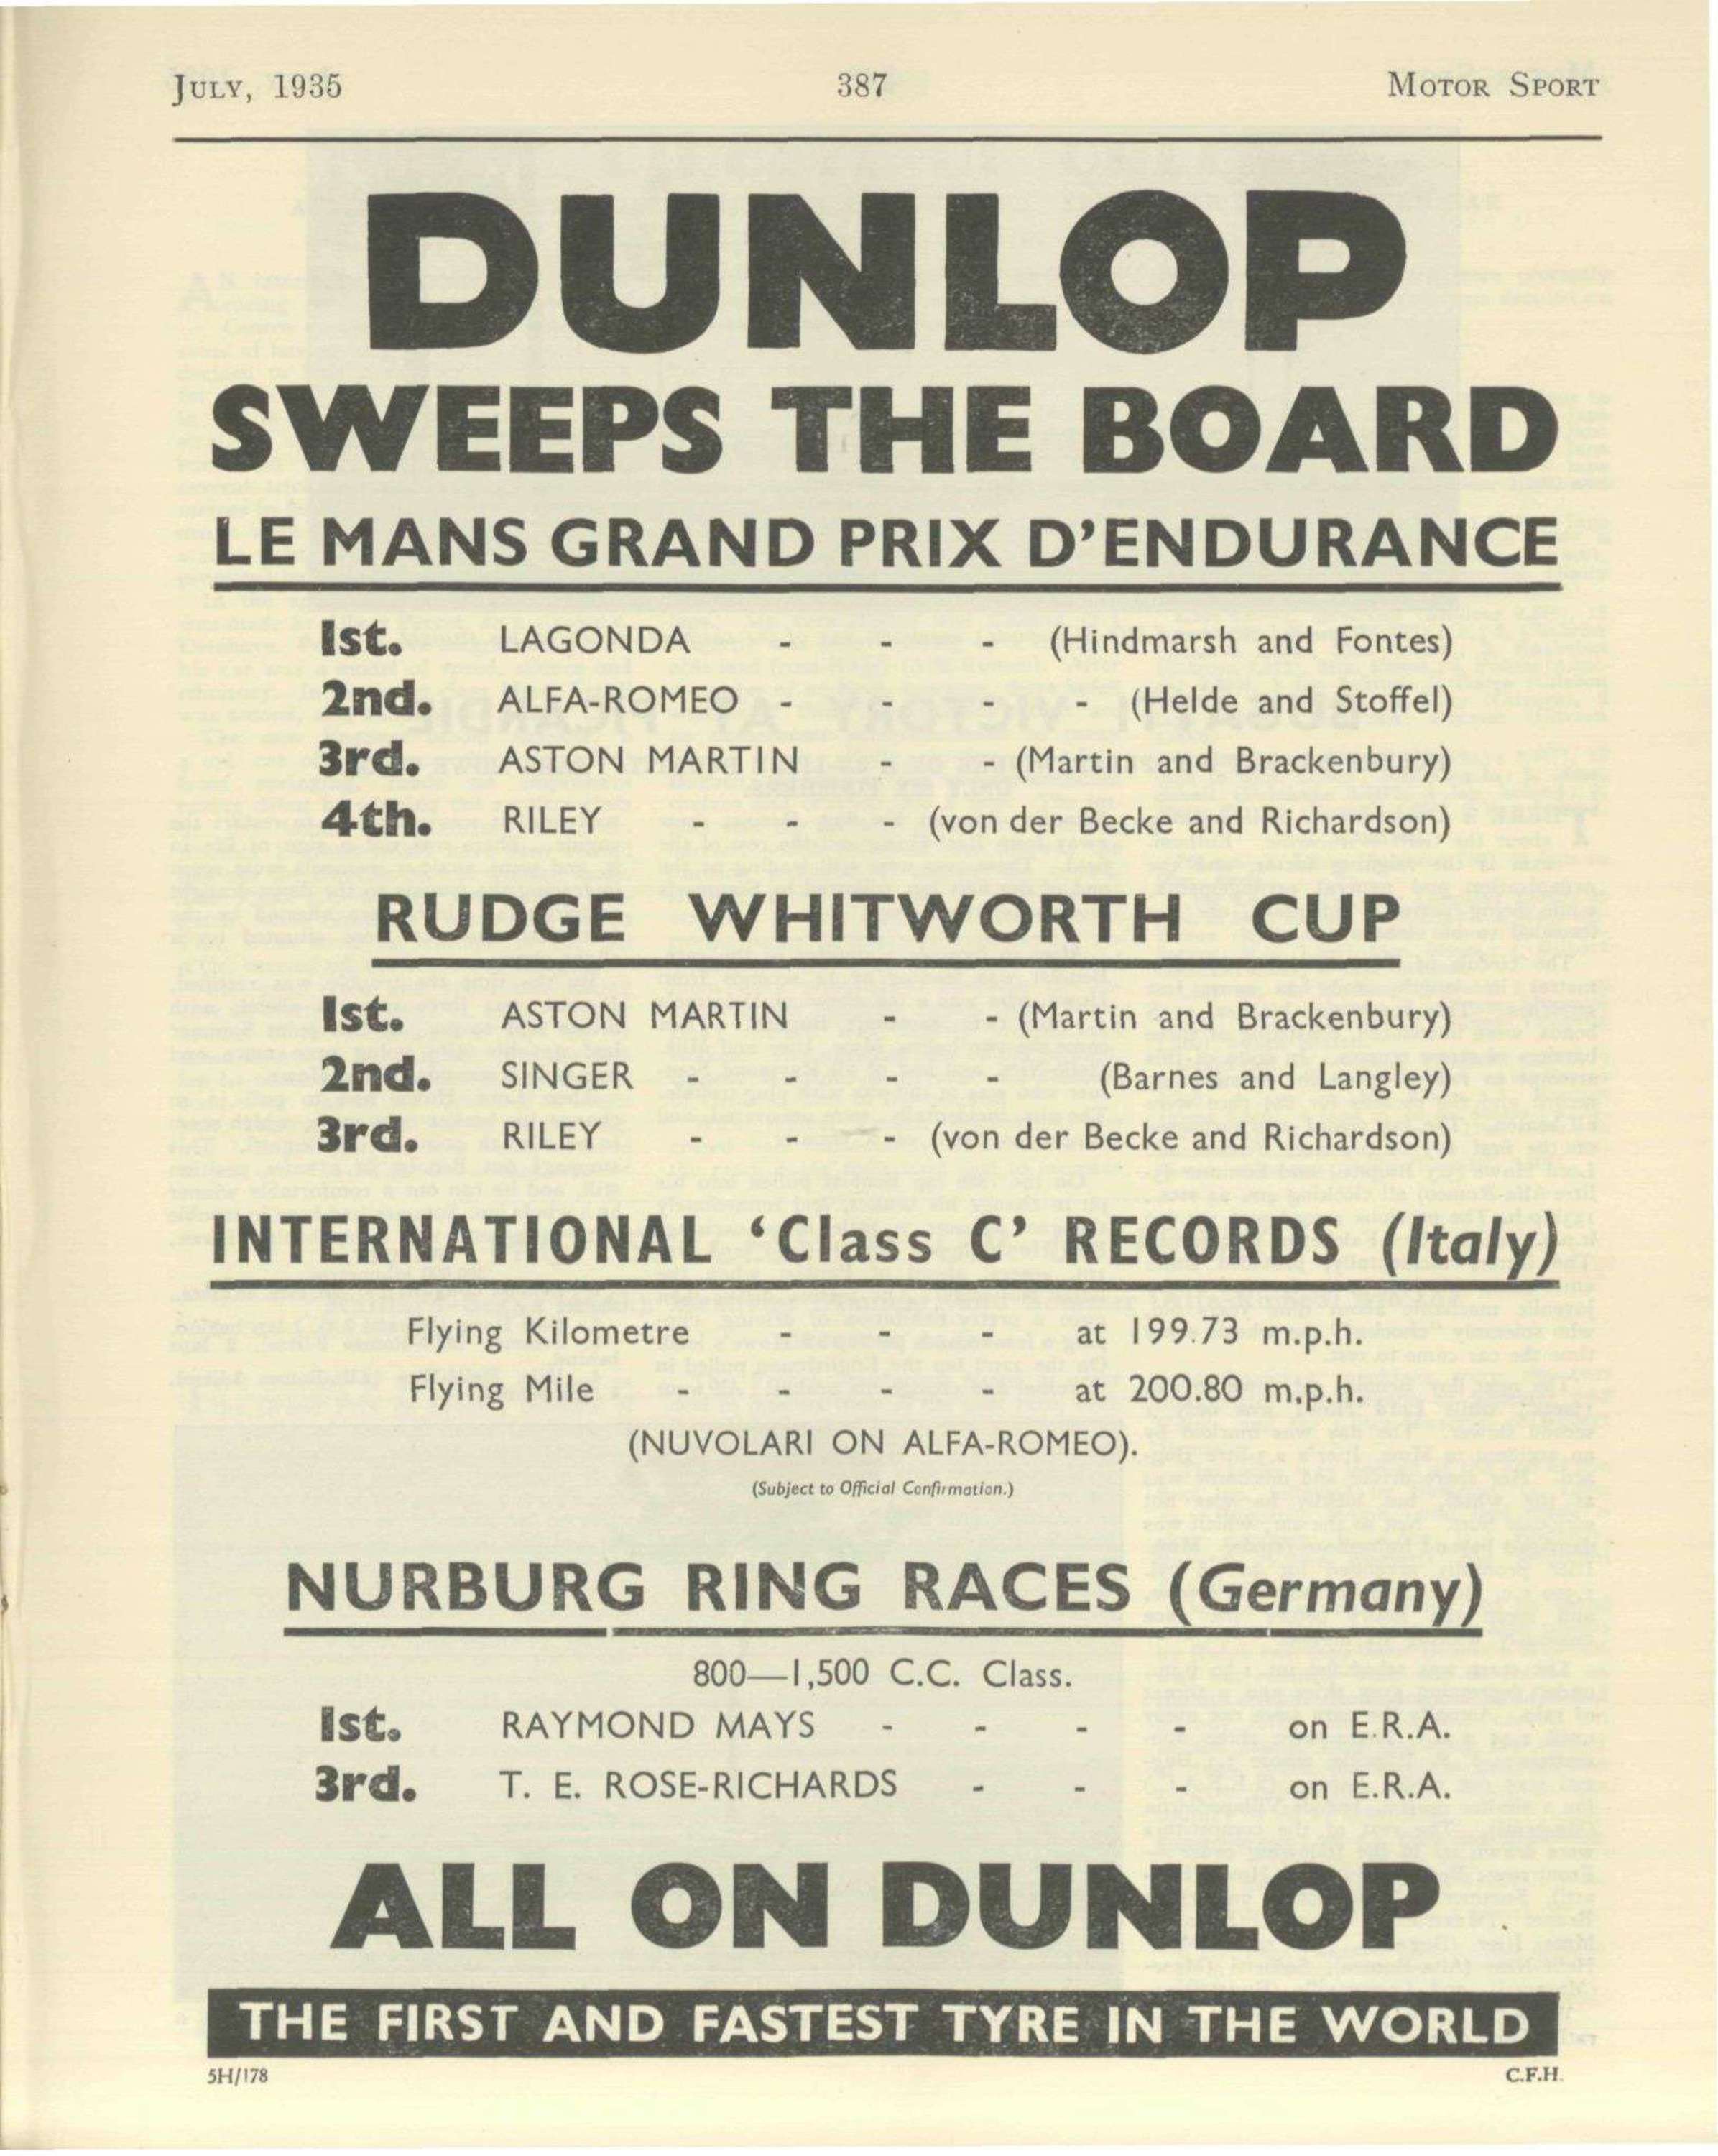 JULY, 1935 387 MOTOR SPORT
DUNLOP
SWEEPS THE BOARD
LE MANS GRAND PRIX D'ENDURANCE
1st. LAGONDA - - - (Hindmarsh and Fontes)
2nd. ALFA-ROMEO - - - - (Helde and Stoffel)
3rd. ASTON MARTIN - - (Martin and Brackenbury)
4th. RILEY - - - (von der Becke and Richardson)
RUDGE WHITWORTH CUP
1st. ASTON MARTIN - - (Martin and Brackenbury)
2nd. SINGER - - - - (Barnes and Langley)
3rd. RILEY - - - (von der Becke and Richardson)
INTERNATIONAL 'Class C' RECORDS (Italy)
Flying Kilometre - - - at 199.73 m.p.h.
Flying Mile - - - - at 200.80 m.p.h.
(NUVOLARI ON ALFA-ROMEO).
(Subject to Official Confirmation.)
NURBURG RING RACES (Germany)
800—1,500 C.C. Class.
1st. RAYMOND MAYS - - - - on E.R.A.
3rd. T. E. ROSE-RICHARDS - - - on E.R.A.
ALL ON DUNLOP
THE FIRST AND FASTEST TYRE IN THE WORLD
5H/178 C.F.H.